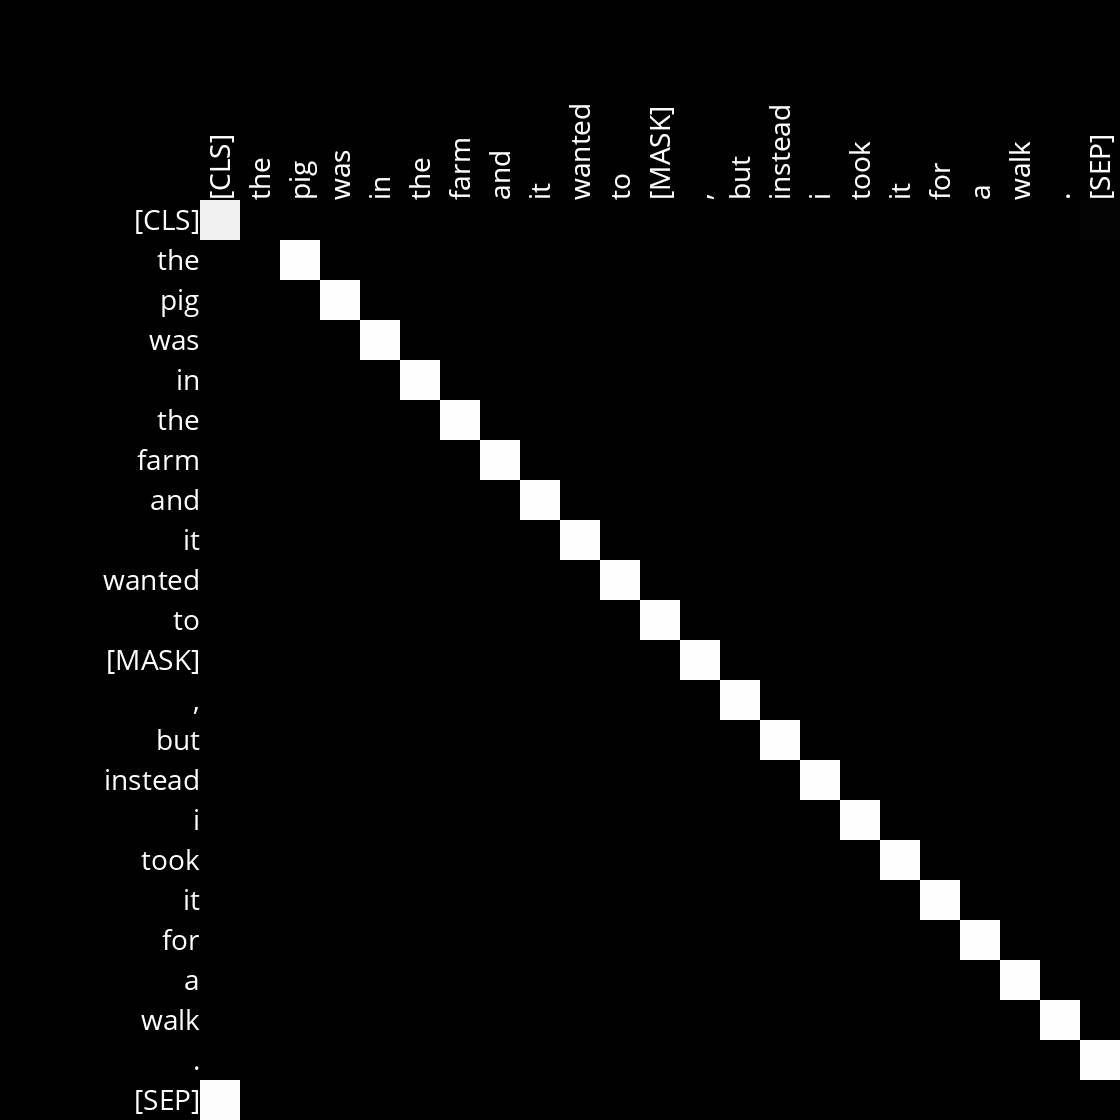 [CLS] the pig was in the farm and it wanted to [MASK] , but instead i took it for a walk . [SEP]
[CLS]
the
pig
was
in
the
farm
and
it
wanted
to
[MASK]
,
but
instead
i
took
it
for
a
walk
.
[SEP]